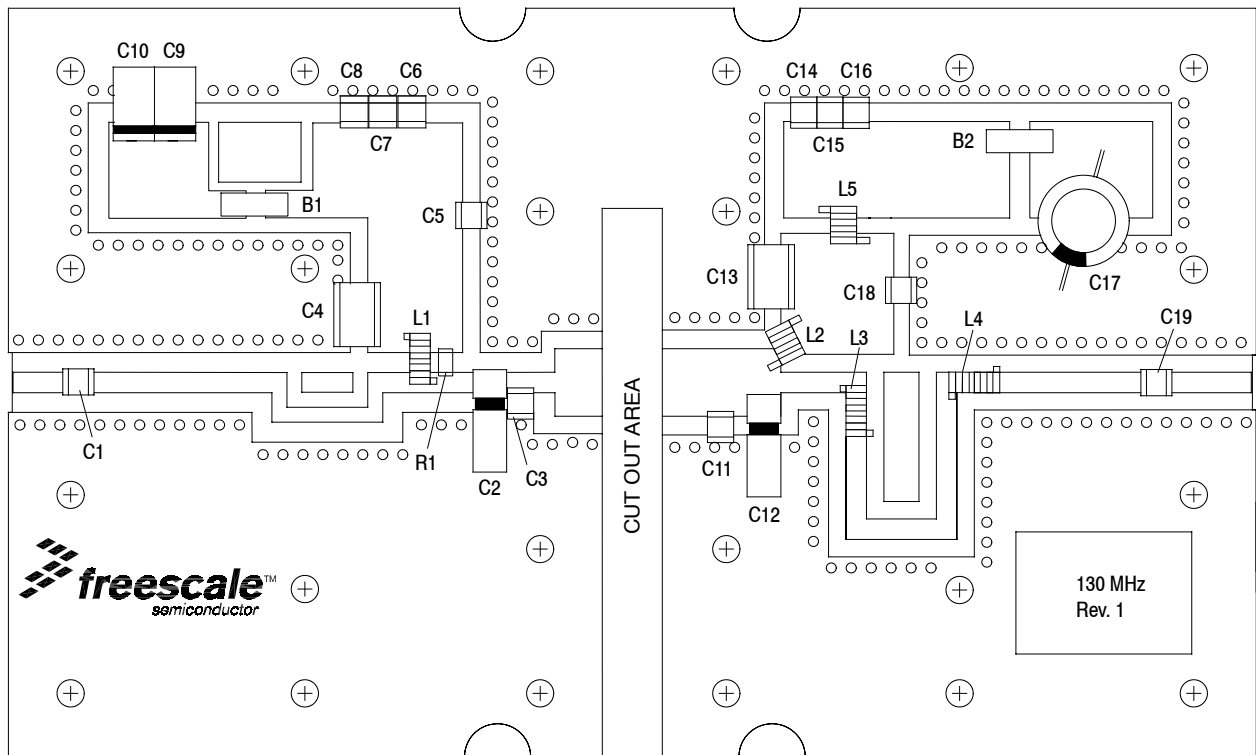 C10 C9
C8 C6
C7
B1
C5
C4
L1
C1
R1
C2
C3
CUT OUT AREA
C14 C16
C15
B2
L5
C13
C18
C17
L2
L3
L4
C19
C11
C12
freescale™
semiconductor
130 MHz
Rev. 1